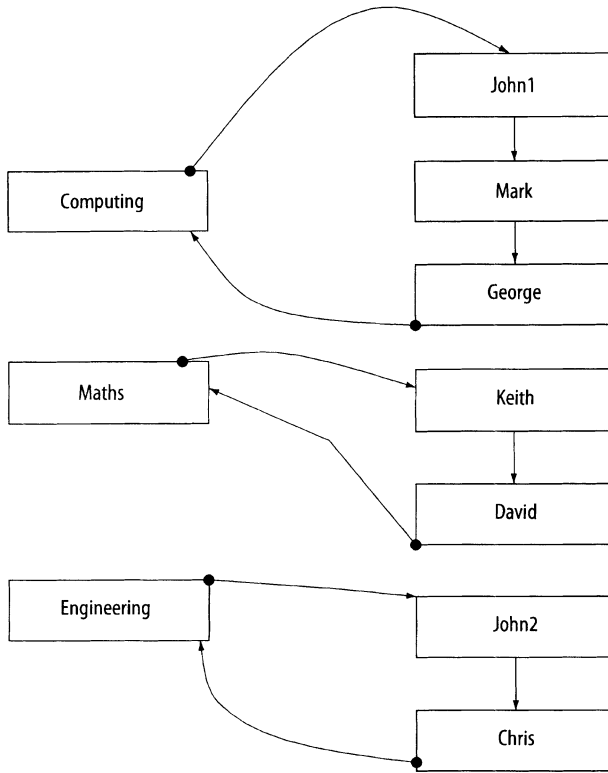 John1
Computing
Mark
George
Maths
Keith
David
Engineering
John2
Chris